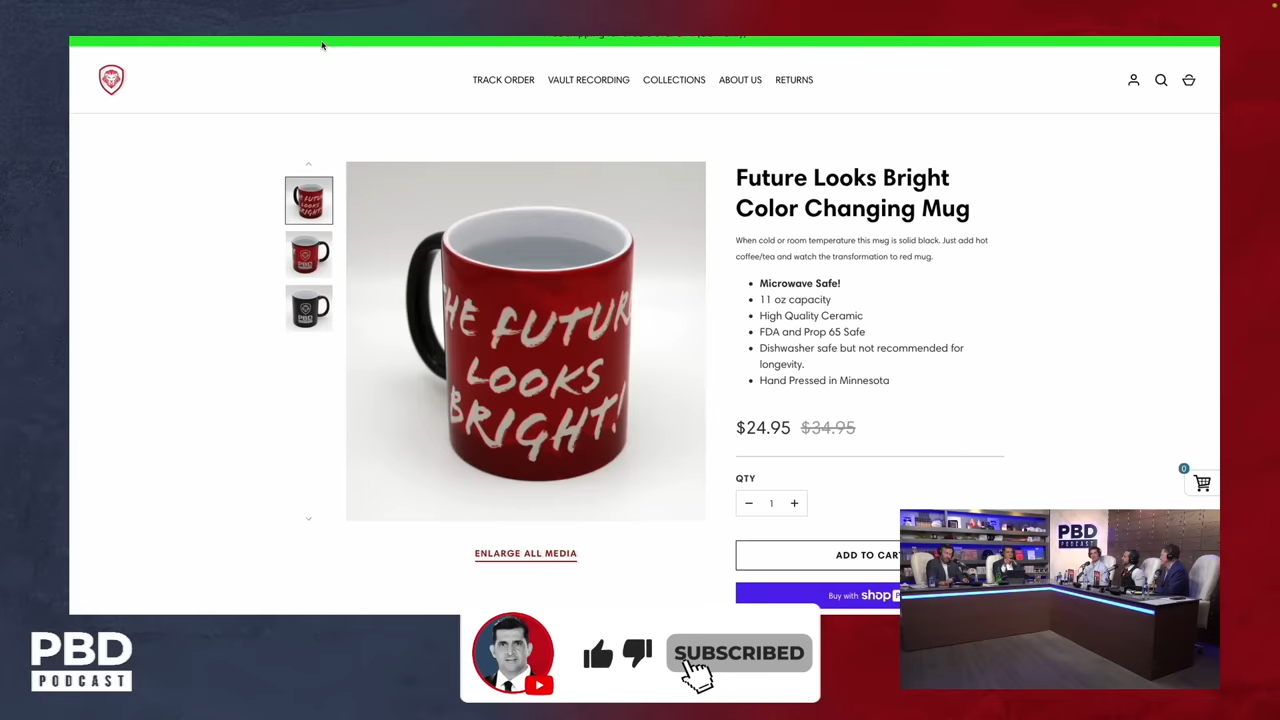 TRACK ORDER VAULT RECORDING COLLECTIONS ABOUT US RETURNS
Future Looks Bright
Color Changing Mug
When cold or room temperature this mug is solid black. Just add hot
coffee/tea and watch the transformation to red mug.
Microwave Safe!
11 oz capacity
High Quality Ceramic
FDA and Prop 65 Safe
Dishwasher safe but not recommended for
longevity.
Hand Pressed in Minnesota
$24.95 $34.95
QTY
− 1 +
ADD TO CAR
Buy with shop
0
HE FUTUR
LOOKS
BRIGHT!
ENLARGE ALL MEDIA
PBD
PODCAST
SUBSCRIBED
PBD
PODCAST